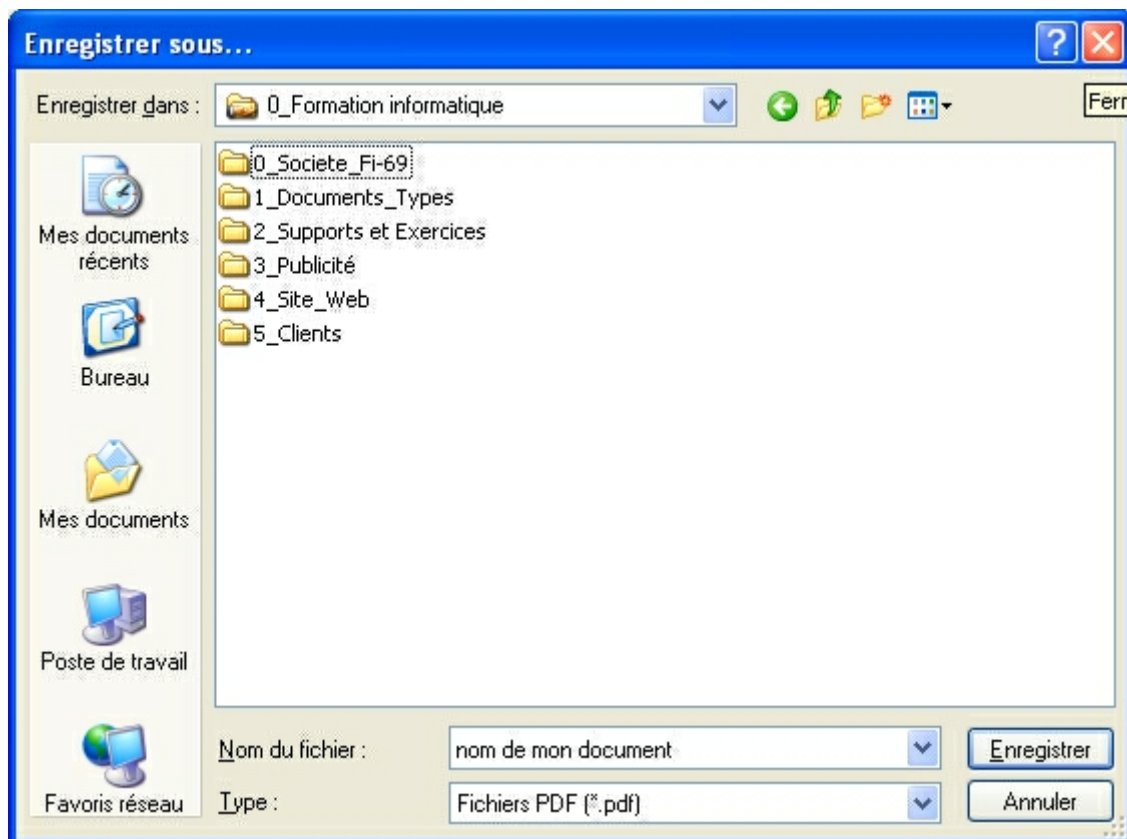 Enregistrer sous...
Enregistrer dans : 0_Formation informatique
Ferr
0_Societe_Fi-69
1_Documents_Types
2_Supports et Exercices
3_Publicité
4_Site_Web
5_Clients
Mes documents
récents
Bureau
Mes documents
Poste de travail
Favoris réseau
Nom du fichier : nom de mon document Enregistrer
Type : Fichiers PDF (*.pdf) Annuler